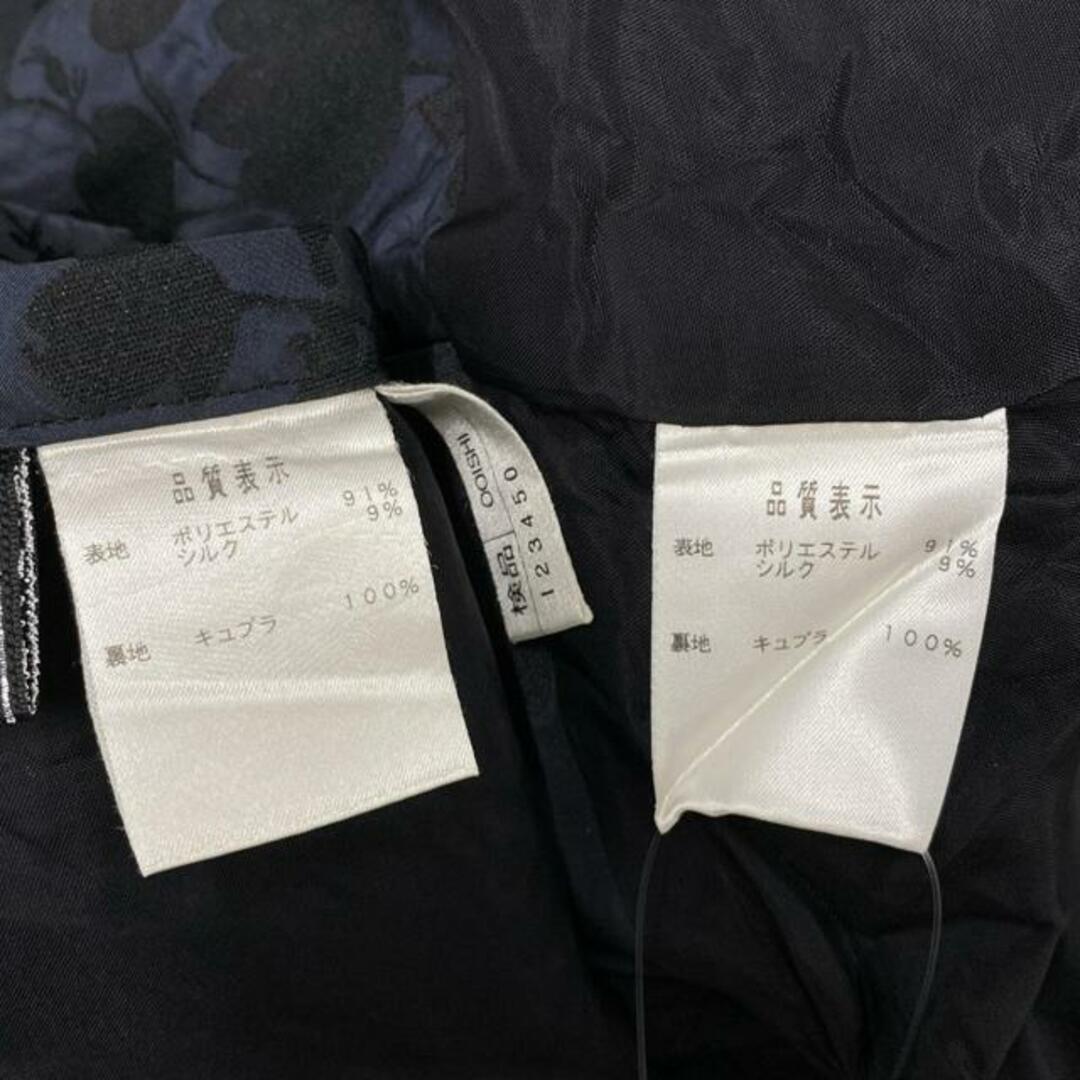 品質表示
表地 ポリエステル 91%
シルク 9%
裏地 キュプラ 100%
OOISHI
検品 123450
品質表示
表地 ポリエステル 91%
シルク 9%
裏地 キュプラ 100%